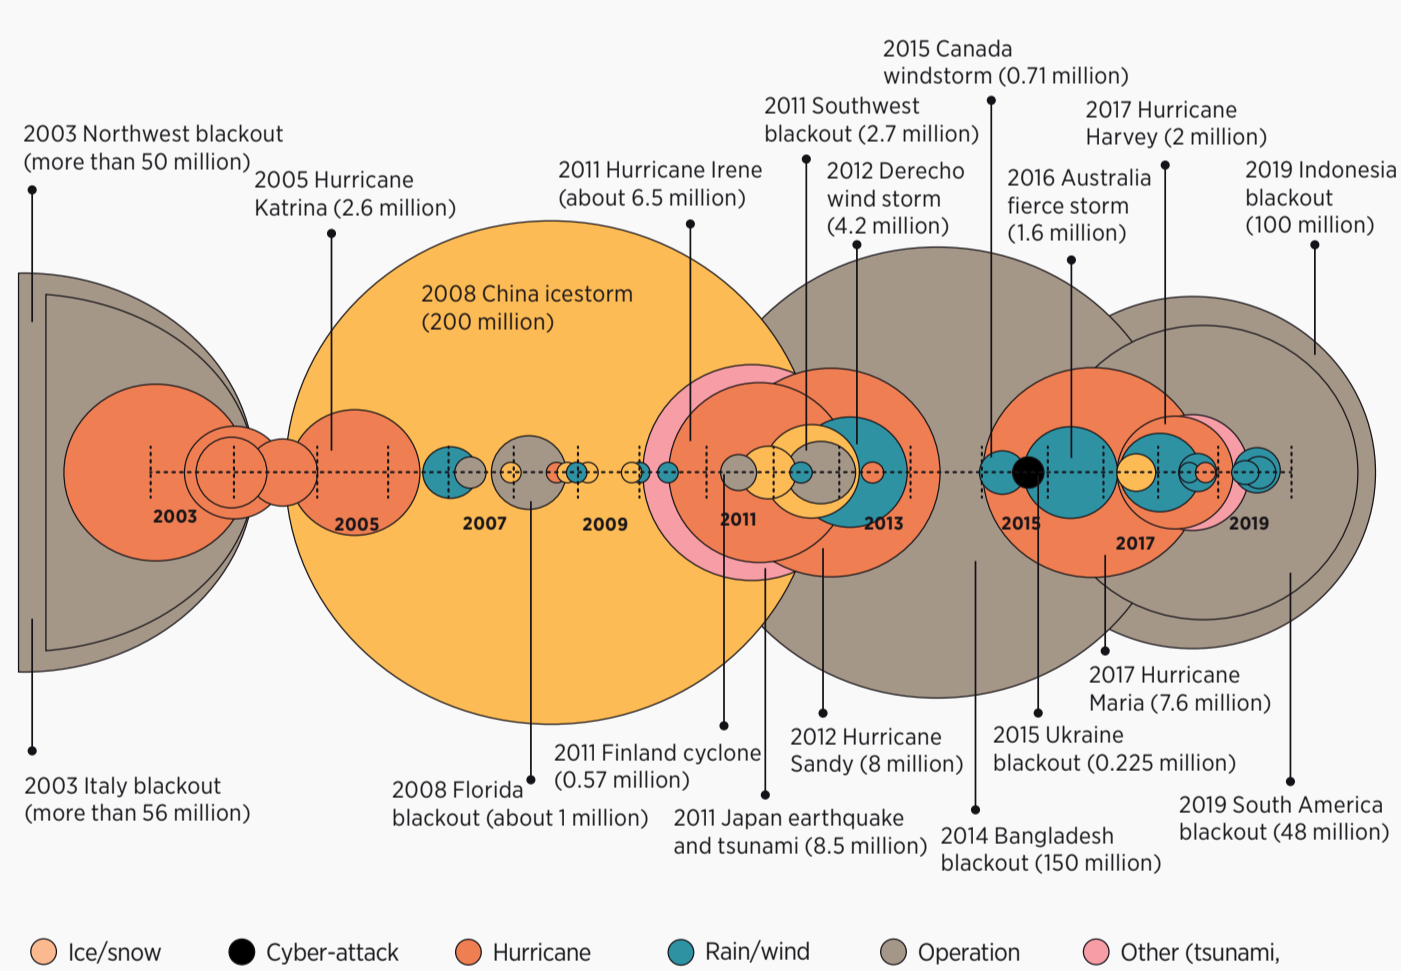 2015 Canada
windstorm (0.71 million)
2011 Southwest
blackout (2.7 million)
2017 Hurricane
Harvey (2 million)
2003 Northwest blackout
(more than 50 million)
2005 Hurricane
Katrina (2.6 million)
2011 Hurricane Irene
(about 6.5 million)
2012 Derecho
wind storm
(4.2 million)
2016 Australia
fierce storm
(1.6 million)
2019 Indonesia
blackout
(100 million)
2008 China icestorm
(200 million)
2003
2005
2007
2009
2011
2013
2015
2017
2019
2003 Italy blackout
(more than 56 million)
2008 Florida
blackout (about 1 million)
2011 Finland cyclone
(0.57 million)
2011 Japan earthquake
and tsunami (8.5 million)
2012 Hurricane
Sandy (8 million)
2014 Bangladesh
blackout (150 million)
2015 Ukraine
blackout (0.225 million)
2017 Hurricane
Maria (7.6 million)
2019 South America
blackout (48 million)
Ice/snow
Cyber-attack
Hurricane
Rain/wind
Operation
Other (tsunami,